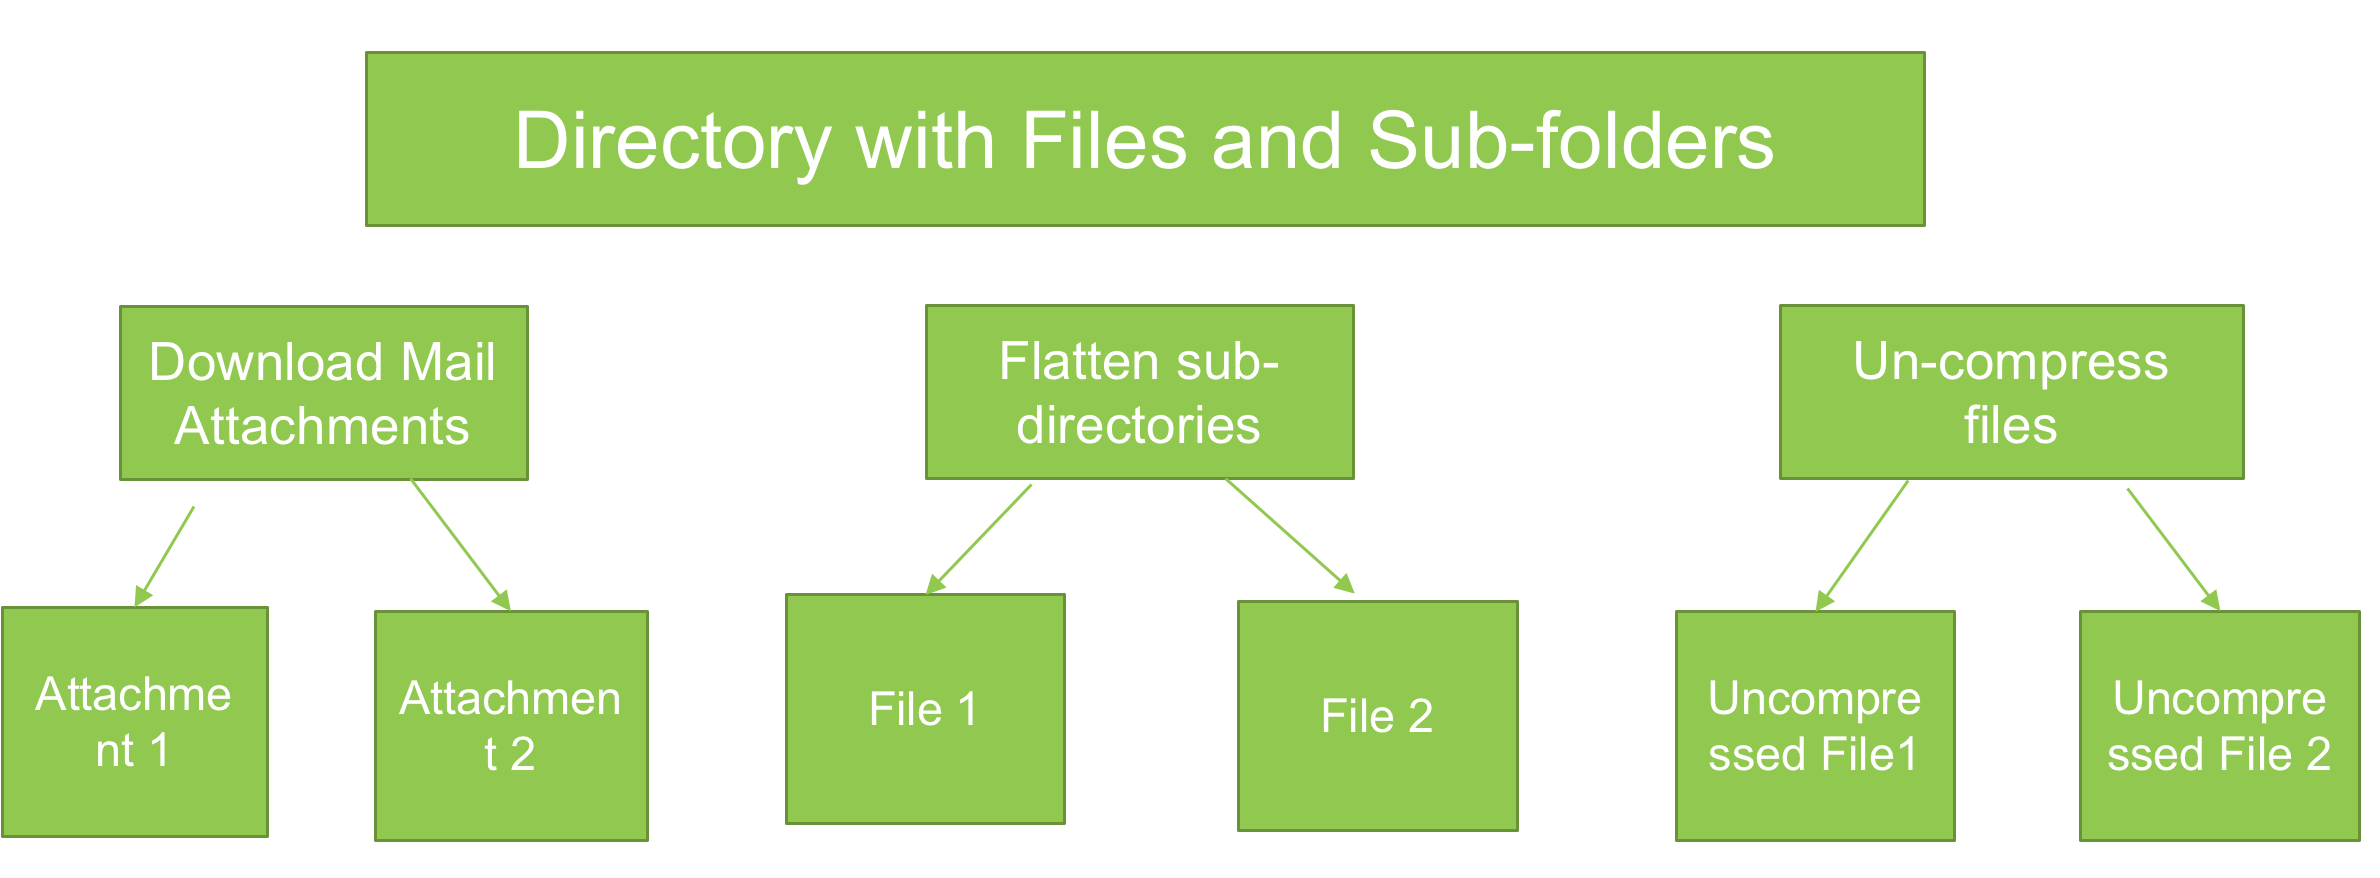 Directory with Files and Sub-folders
Download Mail
Attachments
Flatten sub-
directories
Un-compress
files
Attachme
nt 1
Attachmen
t 2
File 1
File 2
Uncompre
ssed File1
Uncompre
ssed File 2